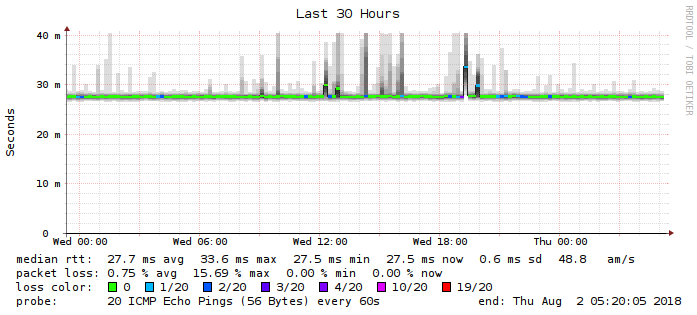 Last 30 Hours
RRDTOOL / TOBI OETIKER
Seconds
40 m
30 m
20 m
10 m
0
Wed 00:00 Wed 06:00 Wed 12:00 Wed 18:00 Thu 00:00
median rtt: 27.7 ms avg 33.6 ms max 27.5 ms min 27.5 ms now 0.6 ms sd 48.8 am/s
packet loss: 0.75 % avg 15.69 % max 0.00 % min 0.00 % now
loss color: 0 1/20 2/20 3/20 4/20 10/20 19/20
probe: 20 ICMP Echo Pings (56 Bytes) every 60s end: Thu Aug 2 05:20:05 2018